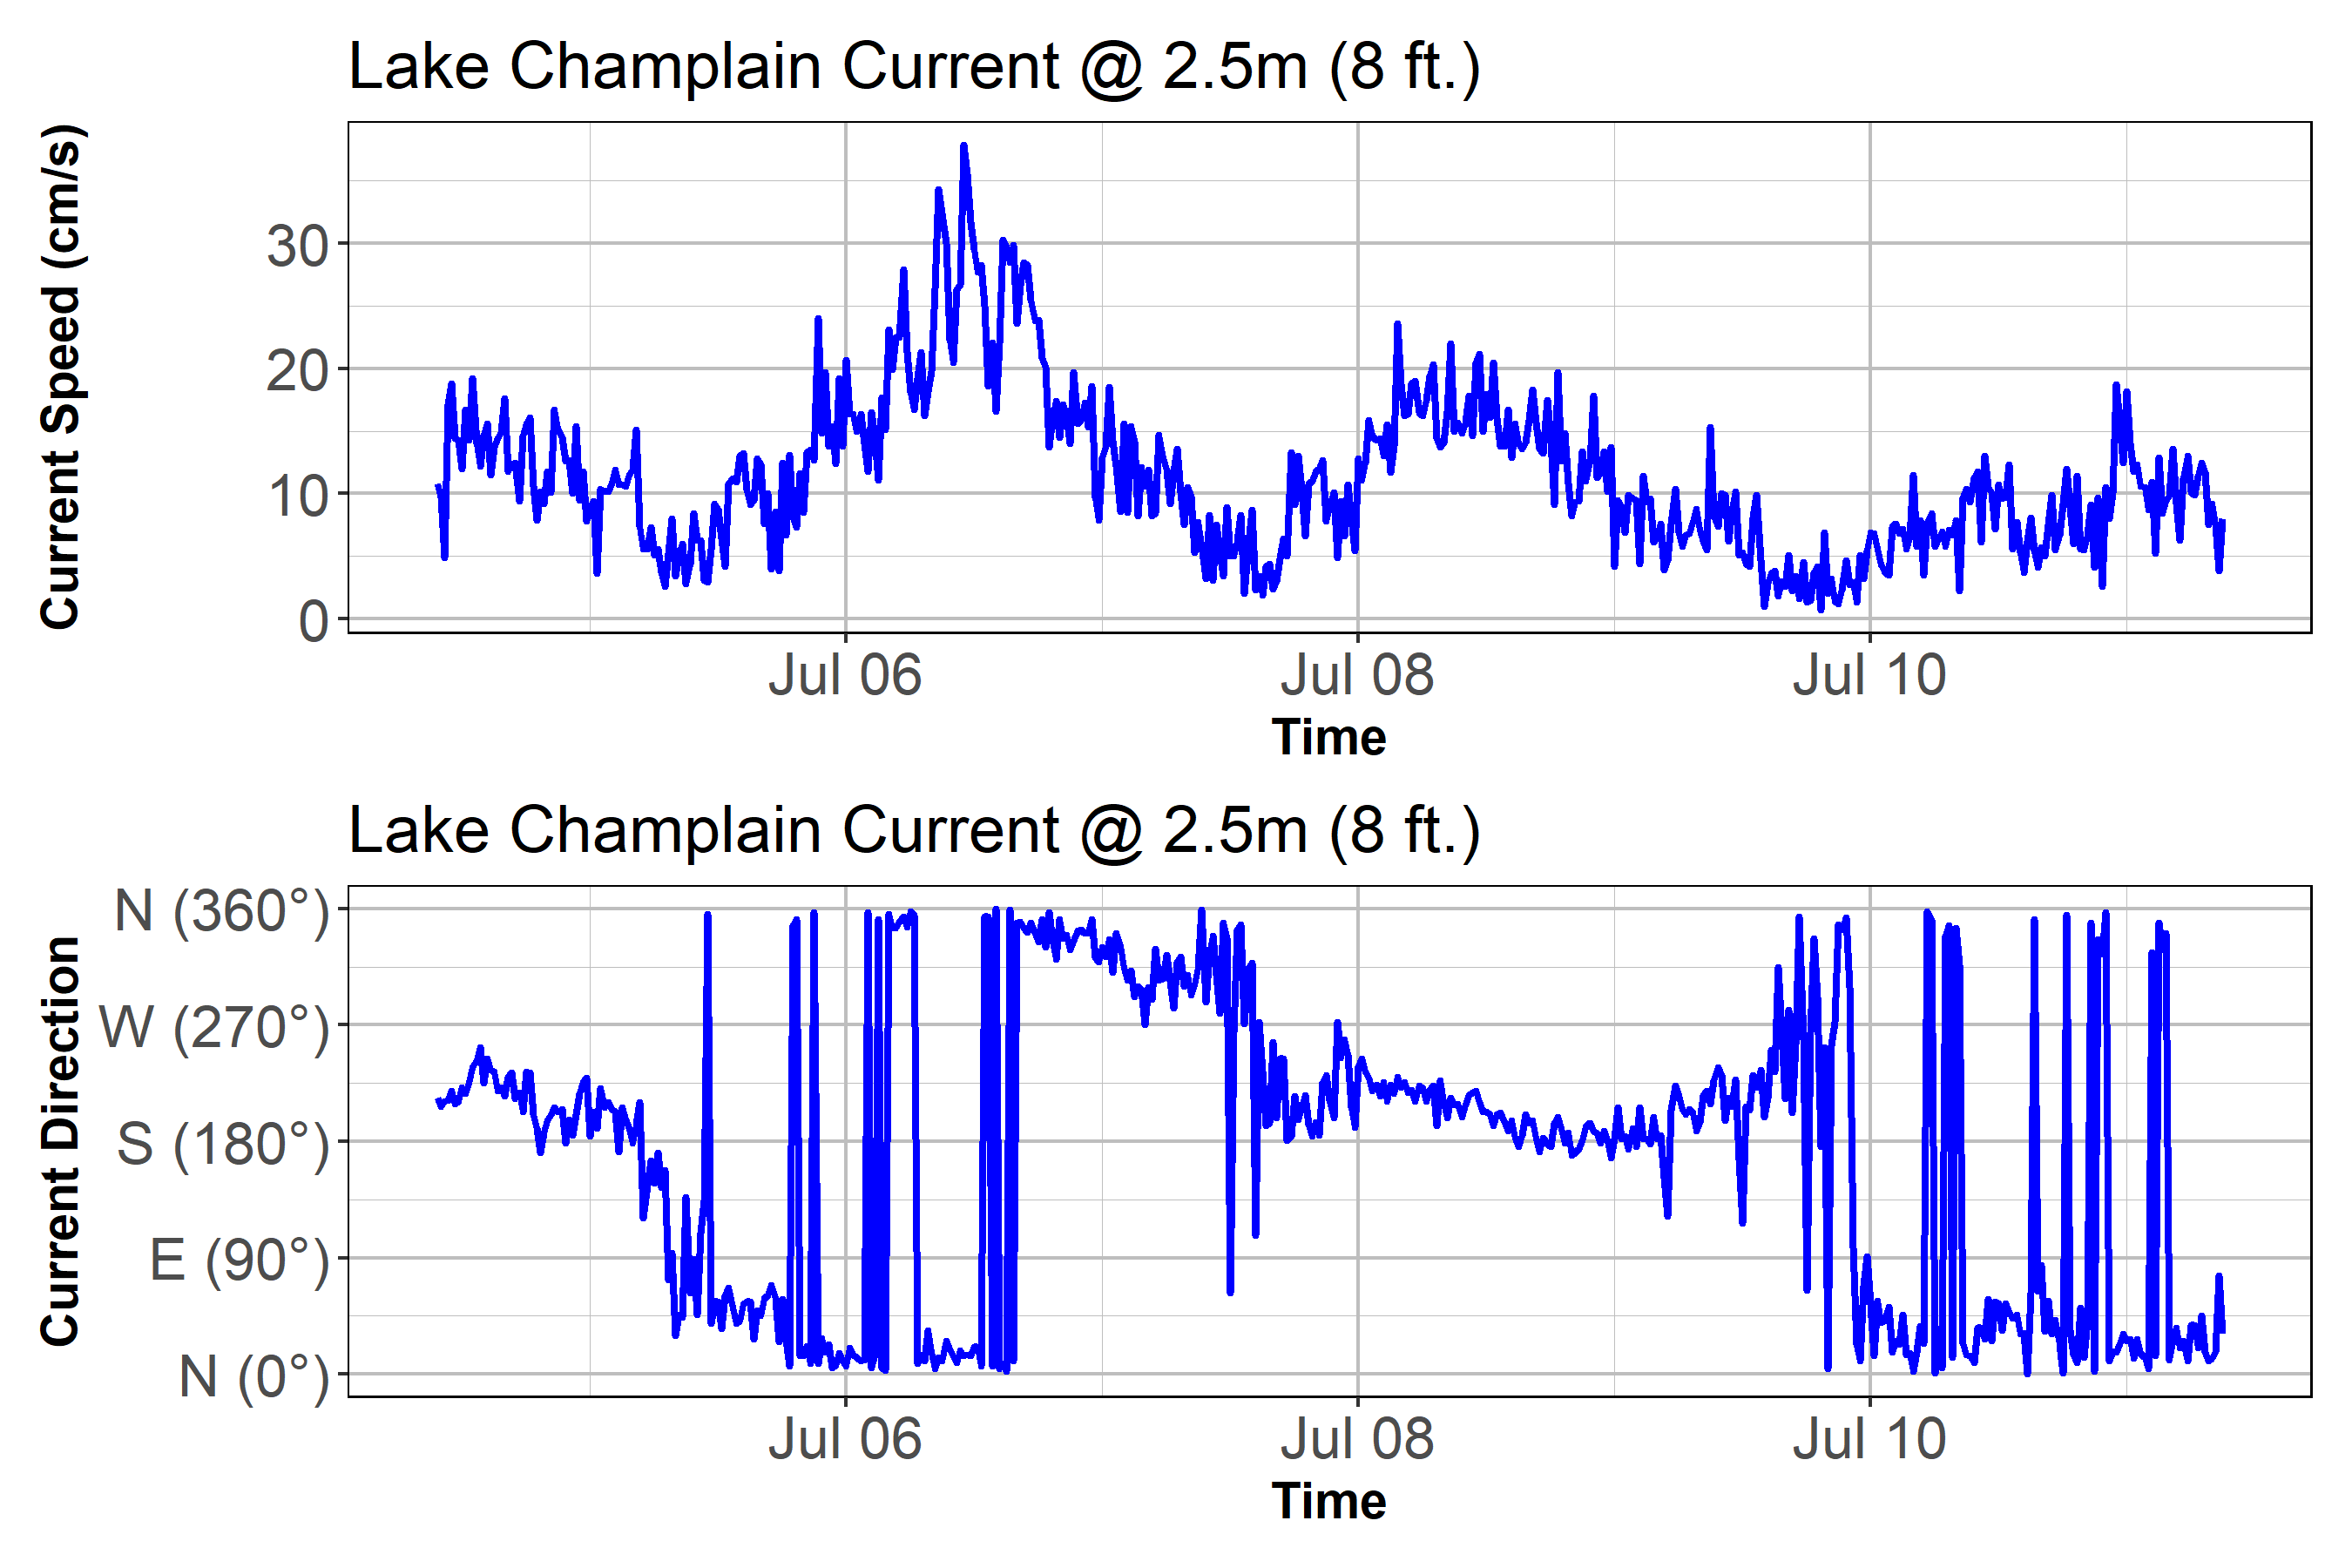 Lake Champlain Current @ 2.5m (8 ft.)
Current Speed (cm/s)
30
20
10
0
Jul 06 Jul 08 Jul 10
Time
Lake Champlain Current @ 2.5m (8 ft.)
Current Direction
N (360°)
W (270°)
S (180°)
E (90°)
N (0°)
Jul 06 Jul 08 Jul 10
Time